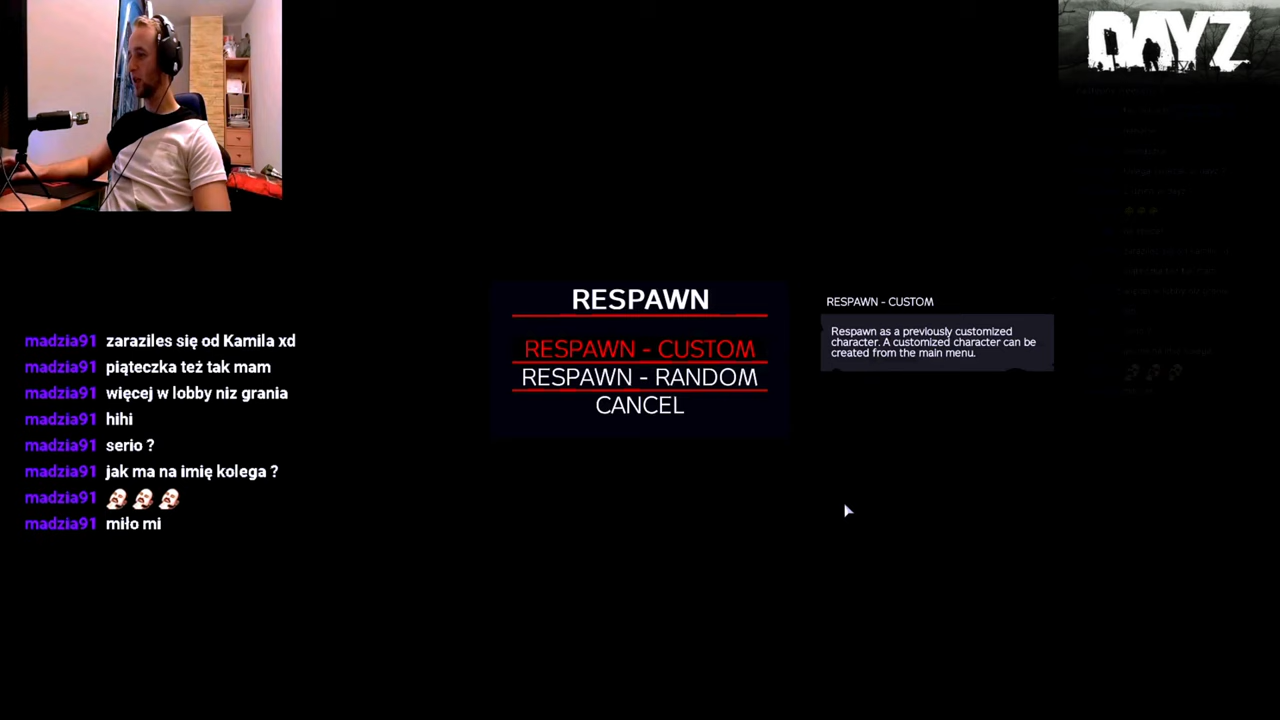 DAYZ
RESPAWN
RESPAWN - CUSTOM
RESPAWN - RANDOM
CANCEL
RESPAWN - CUSTOM
Respawn as a previously customized
character. A customized character can be
created from the main menu.
madzia91 zaraziles się od Kamila xd
madzia91 piąteczka też tak mam
madzia91 więcej w lobby niz grania
madzia91 hihi
madzia91 serio ?
madzia91 jak ma na imię kolega ?
madzia91
madzia91 miło mi